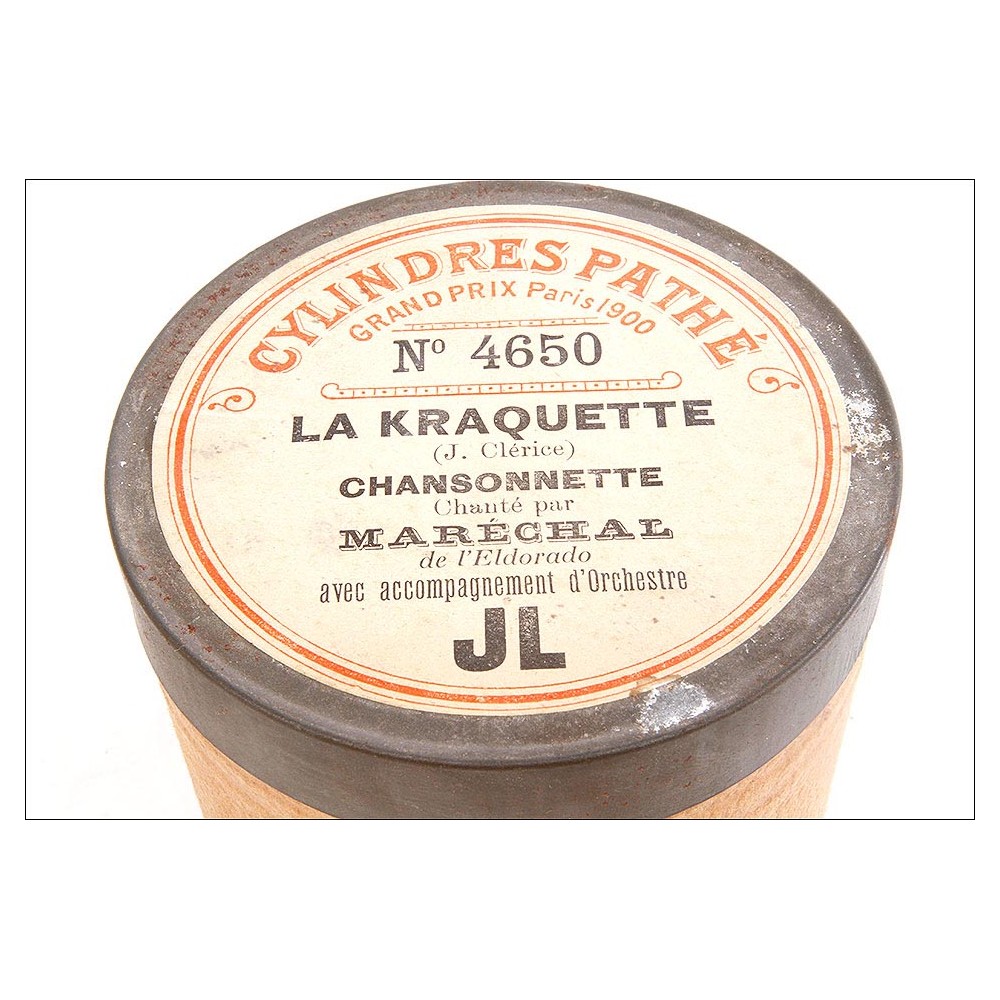 CYLINDRES PATHÉ
GRAND PRIX Paris 1900
Nº 4650
LA KRAQUETTE
(J. Clérice)
CHANSONNETTE
Chanté par
MARÉCHAL
de l'Eldorado
avec accompagnement d'Orchestre
JL